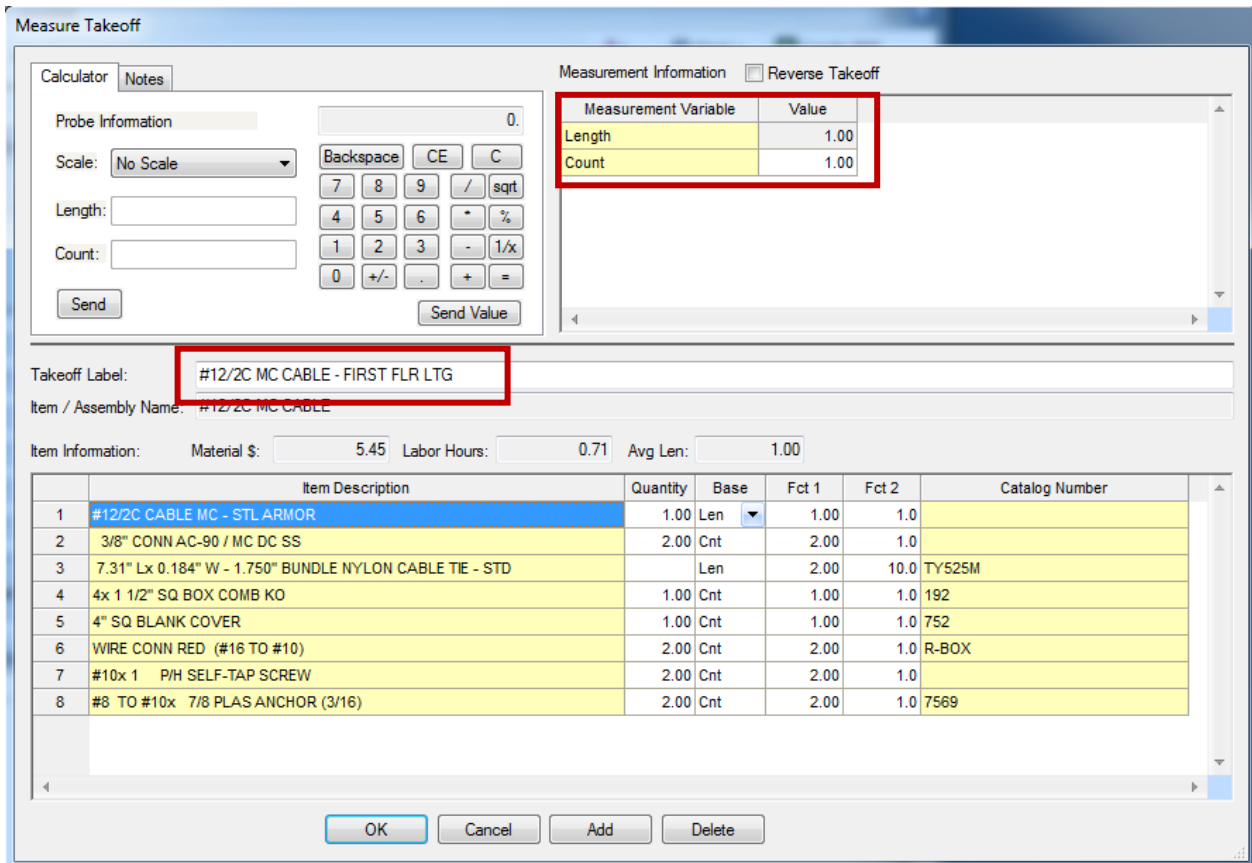 Measure Takeoff
Calculator Notes
Measurement Information Reverse Takeoff
Probe Information 0.
Scale: No Scale
Backspace CE C
7 8 9 / sqrt
Length:
4 5 6 * %
Count:
1 2 3 - 1/x
0 +/- . + =
Send
Send Value
Measurement Variable Value
Length 1.00
Count 1.00
Takeoff Label: #12/2C MC CABLE - FIRST FLR LTG
Item / Assembly Name: #12/2C MC CABLE
Item Information: Material $: 5.45 Labor Hours: 0.71 Avg Len: 1.00
Item Description Quantity Base Fct 1 Fct 2 Catalog Number
1 #12/2C CABLE MC - STL ARMOR 1.00 Len 1.00 1.0
2 3/8" CONN AC-90 / MC DC SS 2.00 Cnt 2.00 1.0
3 7.31" Lx 0.184" W - 1.750" BUNDLE NYLON CABLE TIE - STD Len 2.00 10.0 TY525M
4 4x 1 1/2" SQ BOX COMB KO 1.00 Cnt 1.00 1.0 192
5 4" SQ BLANK COVER 1.00 Cnt 1.00 1.0 752
6 WIRE CONN RED (#16 TO #10) 2.00 Cnt 2.00 1.0 R-BOX
7 #10x 1 P/H SELF-TAP SCREW 2.00 Cnt 2.00 1.0
8 #8 TO #10x 7/8 PLAS ANCHOR (3/16) 2.00 Cnt 2.00 1.0 7569
OK Cancel Add Delete